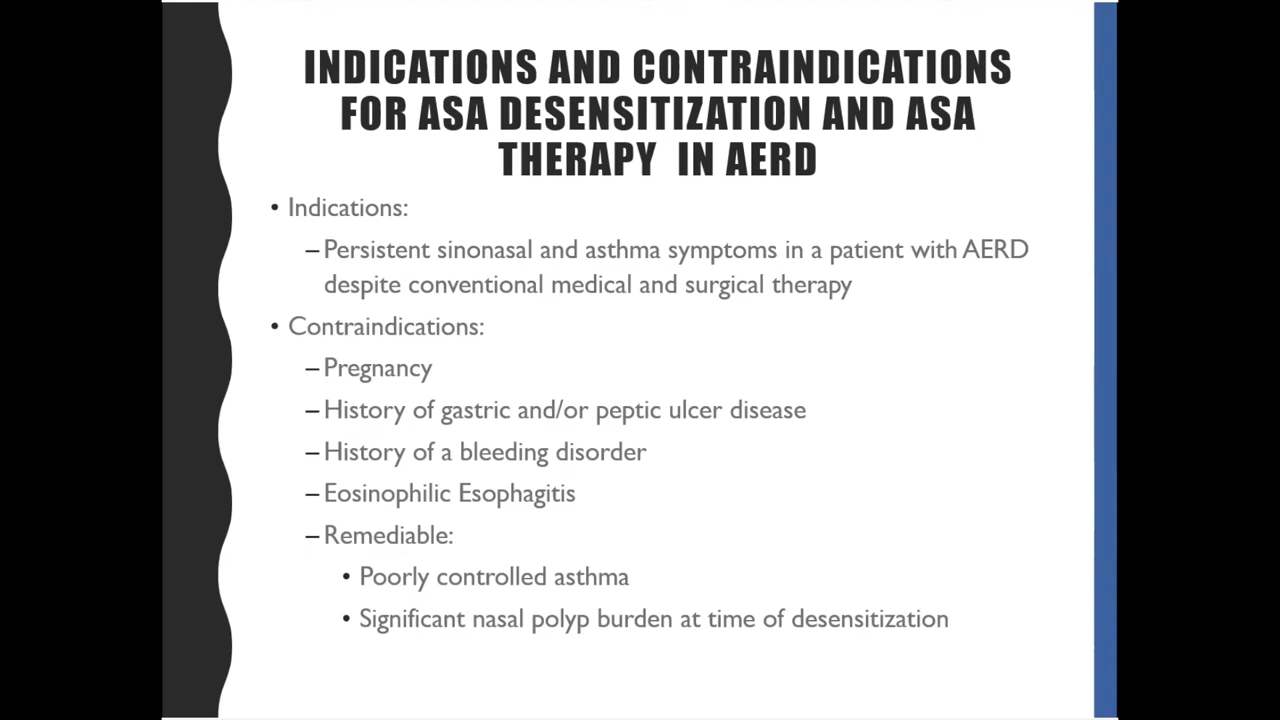 INDICATIONS AND CONTRAINDICATIONS
FOR ASA DESENSITIZATION AND ASA
THERAPY IN AERD
• Indications:
– Persistent sinonasal and asthma symptoms in a patient with AERD
despite conventional medical and surgical therapy
• Contraindications:
– Pregnancy
– History of gastric and/or peptic ulcer disease
– History of a bleeding disorder
– Eosinophilic Esophagitis
– Remediable:
• Poorly controlled asthma
• Significant nasal polyp burden at time of desensitization